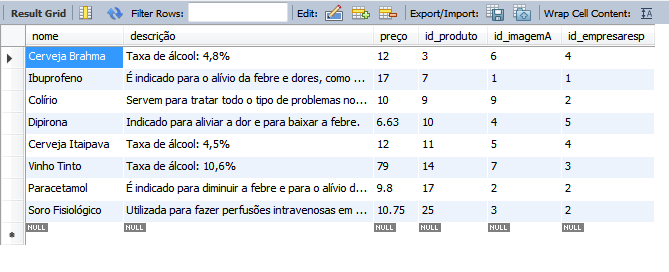 Result Grid Filter Rows: Edit: Export/Import: Wrap Cell Content:
nome descrição preço id_produto id_imagemA id_empresaresp
Cerveja Brahma Taxa de álcool: 4,8% 12 3 6 4
Ibuprofeno É indicado para o alívio da febre e dores, como ... 17 7 1 1
Colírio Servem para tratar todo o tipo de problemas no... 10 9 9 2
Dipirona Indicado para aliviar a dor e para baixar a febre. 6.63 10 4 5
Cerveja Itaipava Taxa de álcool: 4,5% 12 11 5 4
Vinho Tinto Taxa de álcool: 10,6% 79 14 7 3
Paracetamol É indicado para diminuir a febre e para o alívio d... 9.8 17 2 2
Soro Fisiológico Utilizada para fazer perfusões intravenosas em ... 10.75 25 3 2
NULL NULL NULL NULL NULL NULL